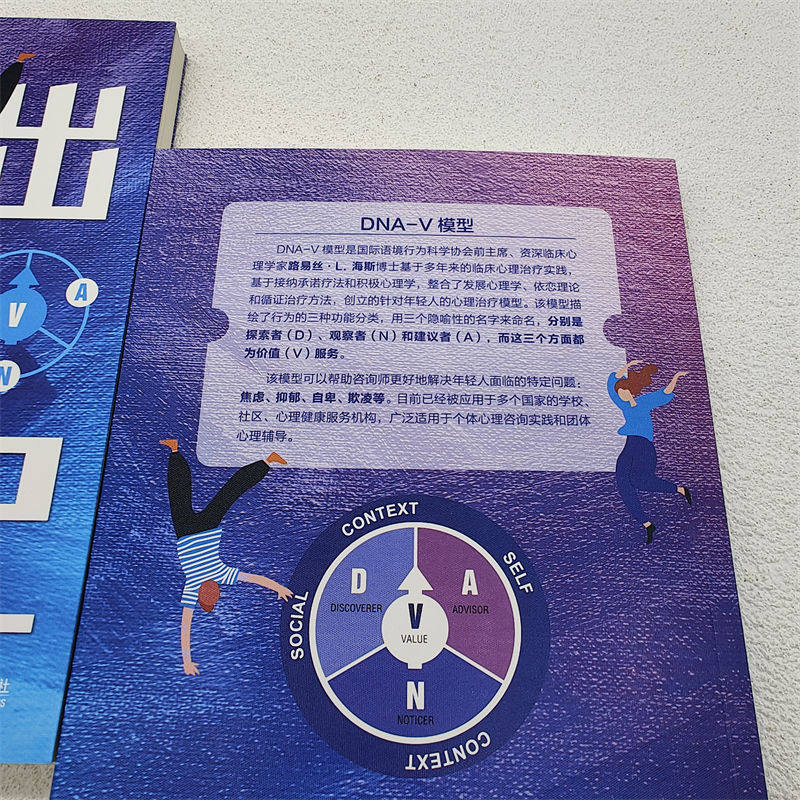 出
A
V
N
社
DNA-V 模型
DNA-V 模型是国际语境行为科学协会前主席、资深临床心
理学家路易丝·L. 海斯博士基于多年来的临床心理治疗实践，
基于接纳承诺疗法和积极心理学，整合了发展心理学、依恋理论
和循证治疗方法，创立的针对年轻人的心理治疗模型。该模型描
绘了行为的三种功能分类，用三个隐喻性的名字来命名，分别是
探索者（D）、观察者（N）和建议者（A），而这三个方面都
为价值（V）服务。
该模型可以帮助咨询师更好地解决年轻人面临的特定问题：
焦虑、抑郁、自卑、欺凌等。目前已经被应用于多个国家的学校、
社区、心理健康服务机构，广泛适用于个体心理咨询实践和团体
心理辅导。
CONTEXT
SELF
SOCIAL
D
DISCOVERER
A
ADVISOR
V
VALUE
N
NOTICER
CONTEXT